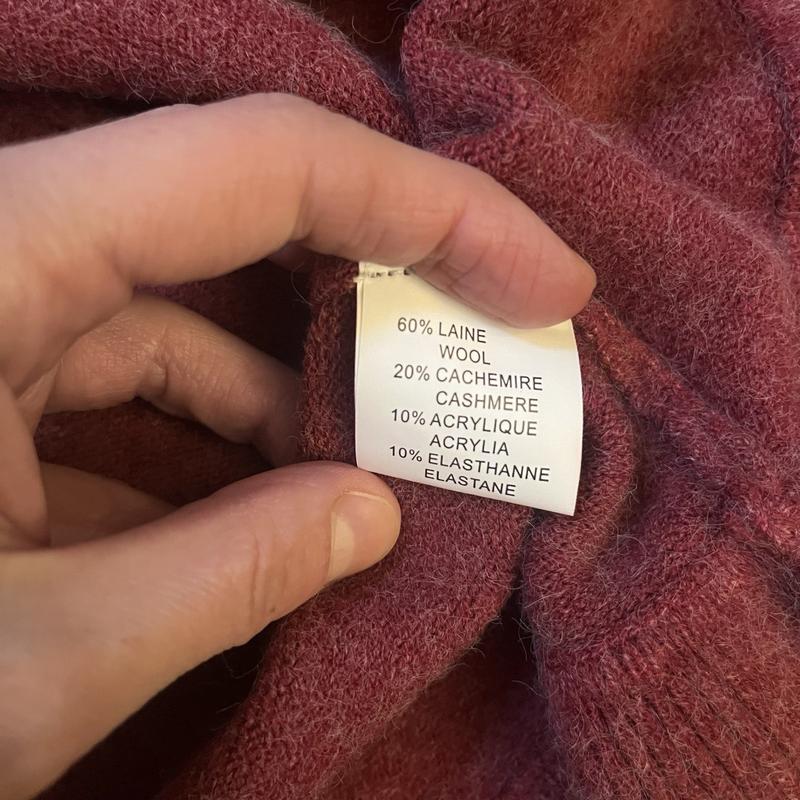 60% LAINE
WOOL
20% CACHEMIRE
CASHMERE
10% ACRYLIQUE
ACRYLIA
10% ELASTHANNE
ELASTANE